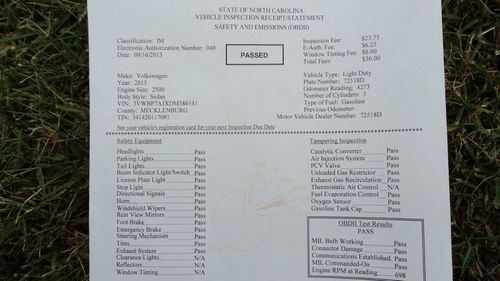 STATE OF NORTH CAROLINA
VEHICLE INSPECTION RECEIPT/STATEMENT
SAFETY AND EMISSIONS (OBDII)
Classification: IM
Electronic Authorization Number: 040
Date: 09/16/2013
PASSED
Inspection Fee: $23.75
E-Auth. Fee: $6.25
Window Tinting Fee: $0.00
Total Fees: $30.00
Make: Volkswagen
Year: 2013
Engine Size: 2500
Body Style: Sedan
VIN: 3VWBP7AJXDM386141
County: MECKLENBURG
TIN: 341420117091
Vehicle Type: Light Duty
Plate Number: 72518D
Odometer Reading: 4273
Number of Cylinders: 5
Type of Fuel: Gasoline
Previous Odometer:
Motor Vehicle Dealer Number: 72518D
See your vehicle's registration card for your next Inspection Due Date
Safety Equipment
Headlights Pass
Parking Lights Pass
Tail Lights Pass
Beam Indicator Light/Switch Pass
License Plate Light Pass
Stop Light Pass
Directional Signals Pass
Horn Pass
Windshield Wipers Pass
Rear View Mirrors Pass
Foot Brake Pass
Emergency Brake Pass
Steering Mechanism Pass
Tires Pass
Exhaust System Pass
Clearance Lights N/A
Reflectors N/A
Window Tinting N/A
Tampering Inspection
Catalytic Converter Pass
Air Injection System Pass
PCV Valve Pass
Unleaded Gas Restrictor Pass
Exhaust Gas Recirculation Pass
Thermostatic Air Control N/A
Fuel Evaporation Control Pass
Oxygen Sensor Pass
Gasoline Tank Cap Pass
OBDII Test Results
PASS
MIL Bulb Working Pass
Connector Damage Pass
Communications Established Pass
MIL Commanded-On Pass
Engine RPM at Reading 698